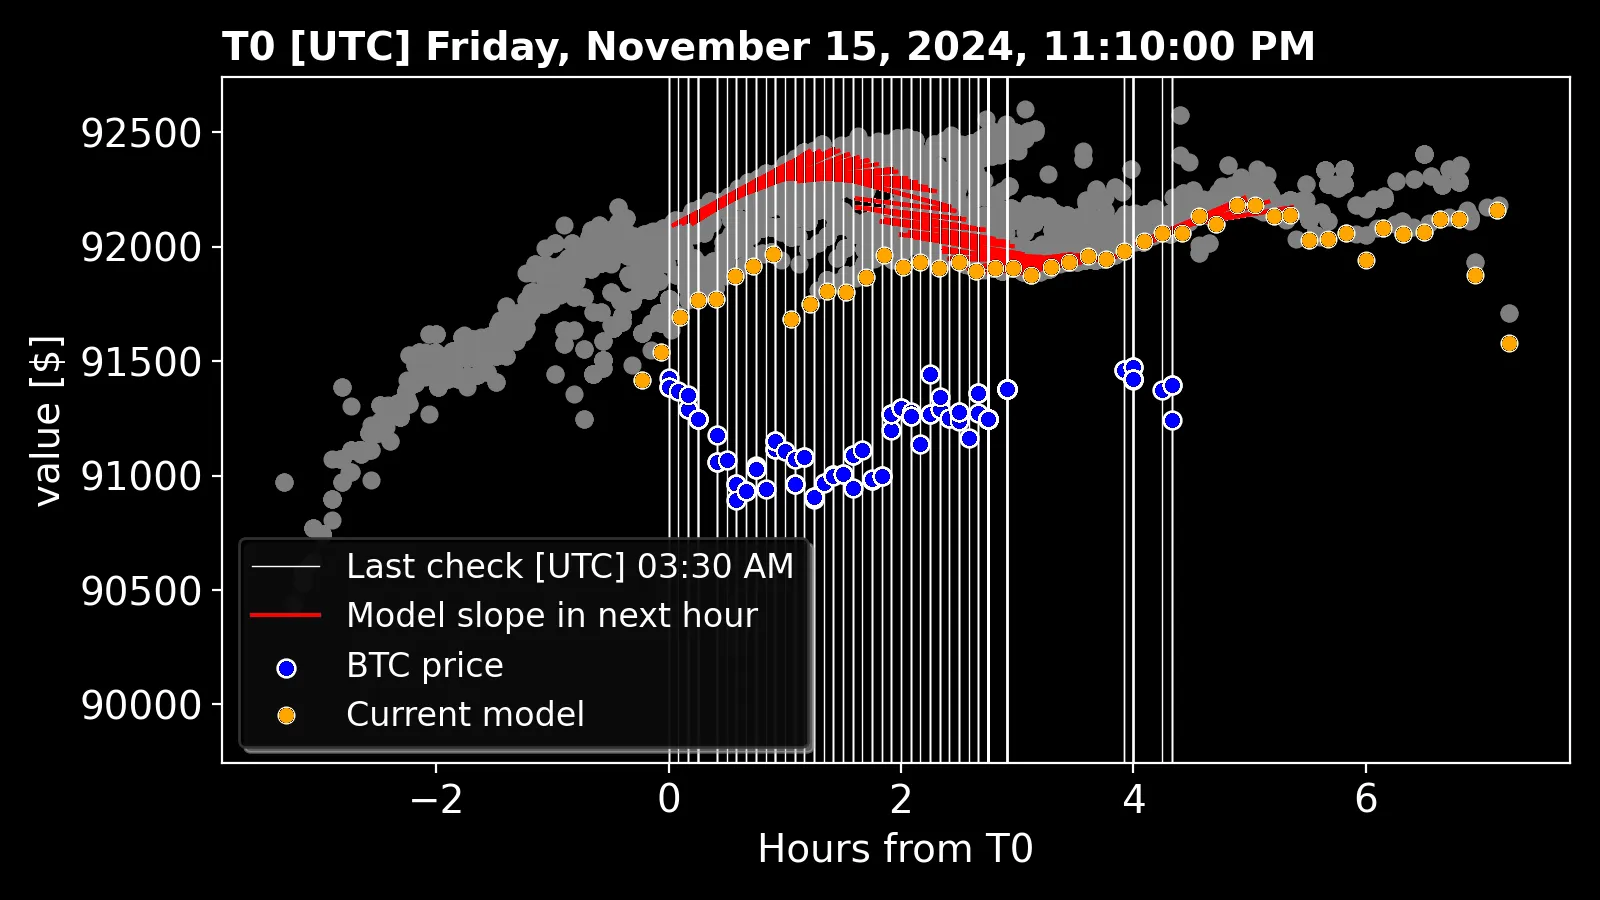 T0 [UTC] Friday, November 15, 2024, 11:10:00 PM
92500
92000
91500
91000
90500
90000
value [$]
Last check [UTC] 03:30 AM
Model slope in next hour
BTC price
Current model
−2 0 2 4 6
Hours from T0